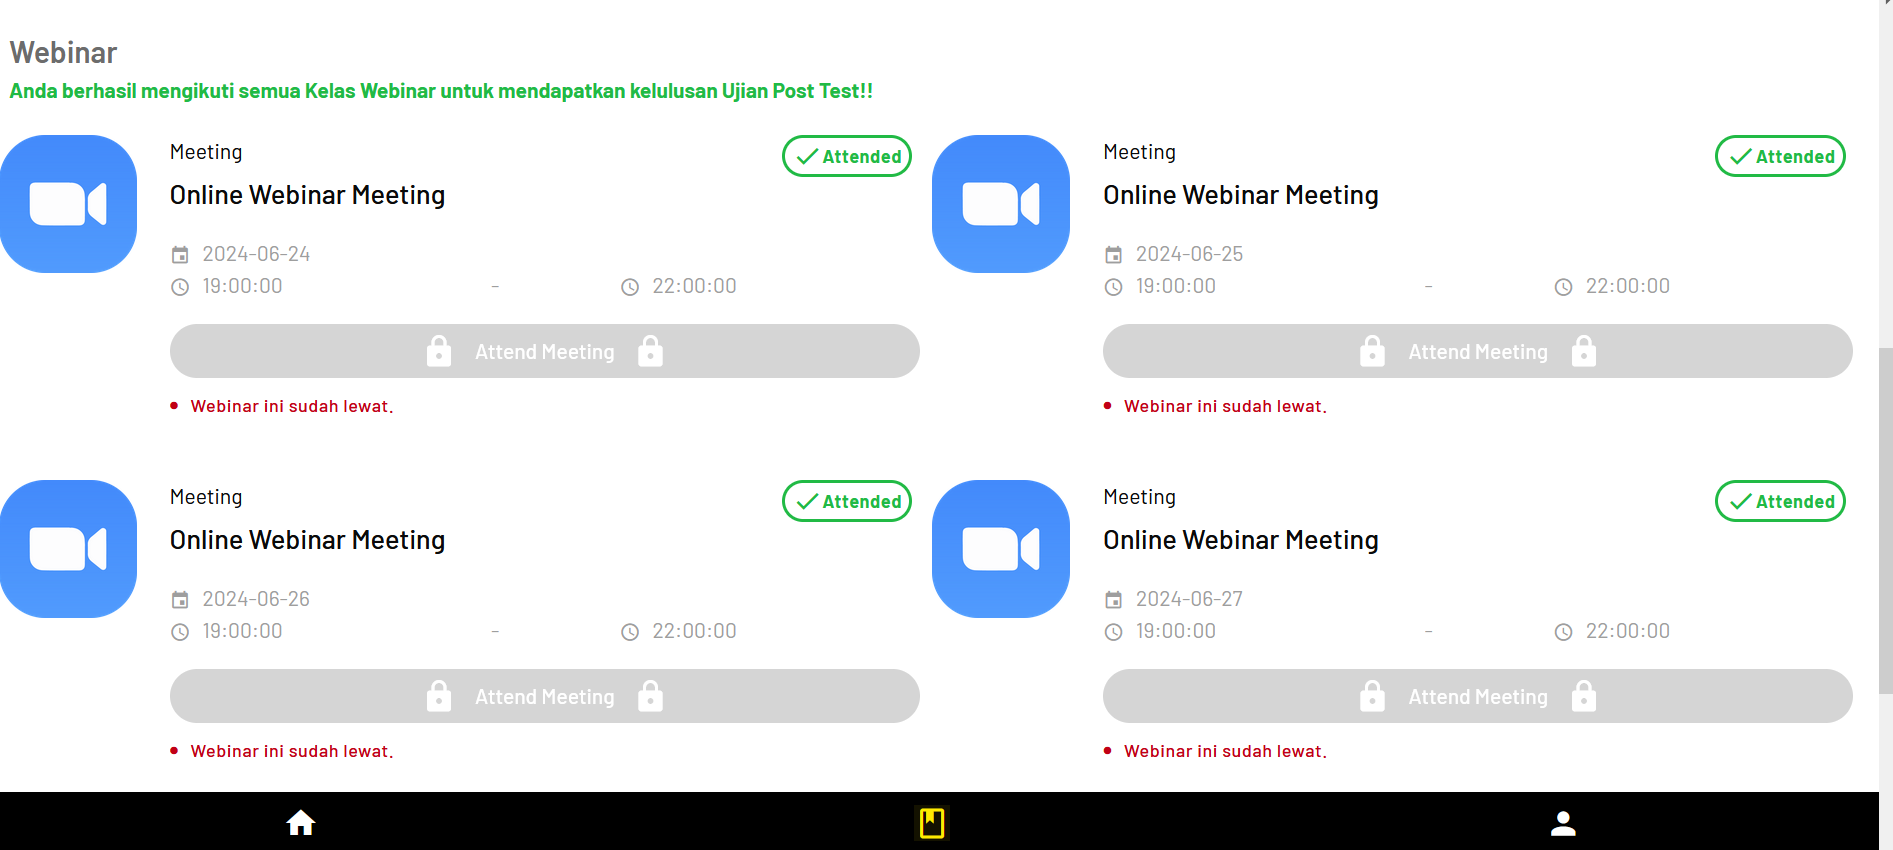 Webinar
Anda berhasil mengikuti semua Kelas Webinar untuk mendapatkan kelulusan Ujian Post Test!!
Meeting
Attended
Online Webinar Meeting
2024-06-24
19:00:00 - 22:00:00
Attend Meeting
Webinar ini sudah lewat.
Meeting
Attended
Online Webinar Meeting
2024-06-25
19:00:00 - 22:00:00
Attend Meeting
Webinar ini sudah lewat.
Meeting
Attended
Online Webinar Meeting
2024-06-26
19:00:00 - 22:00:00
Attend Meeting
Webinar ini sudah lewat.
Meeting
Attended
Online Webinar Meeting
2024-06-27
19:00:00 - 22:00:00
Attend Meeting
Webinar ini sudah lewat.